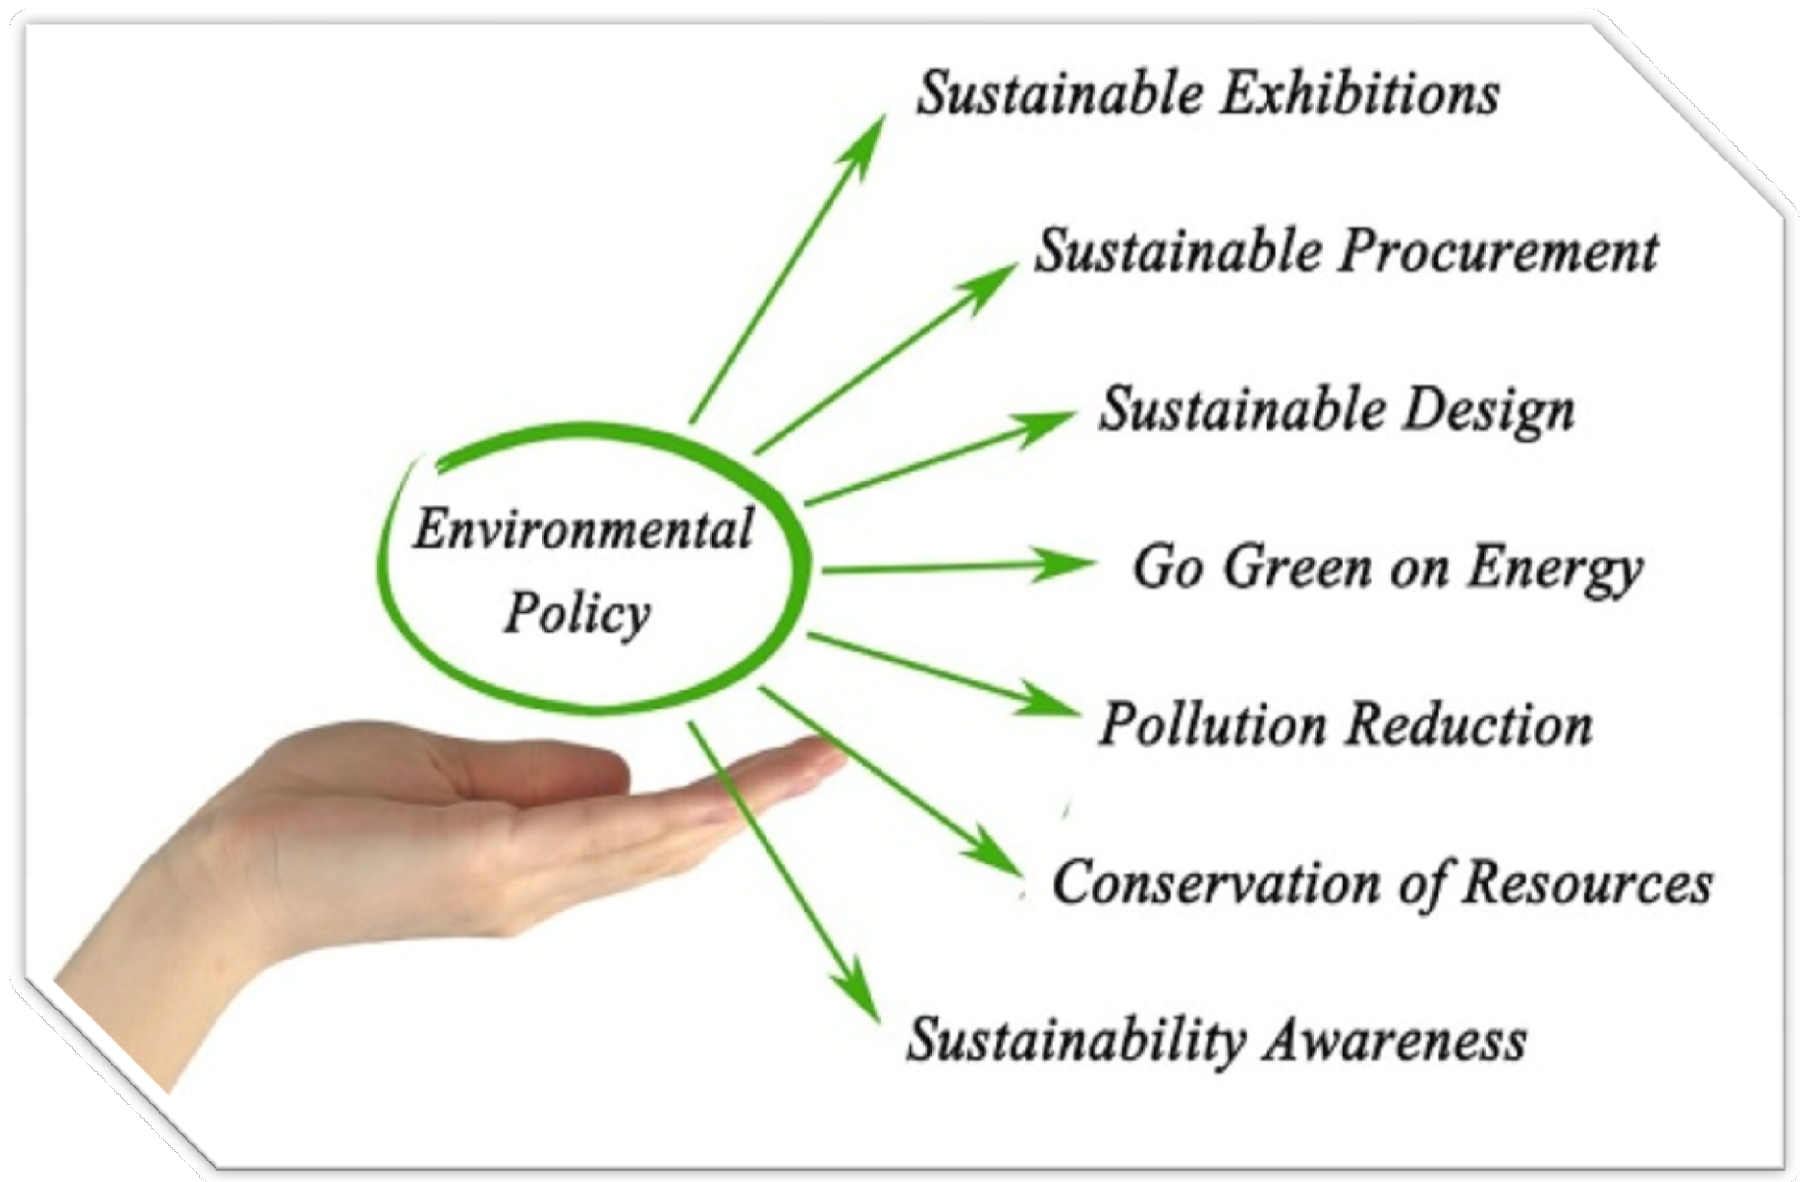 Sustainable Exhibitions
Sustainable Procurement
Sustainable Design
Environmental
Policy
Go Green on Energy
Pollution Reduction
Conservation of Resources
Sustainability Awareness